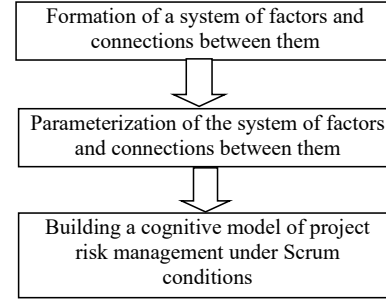 Formation of a system of factors and
connections between them
Parameterization of the system of factors
and connections between them
Building a cognitive model of project
risk management under Scrum
conditions